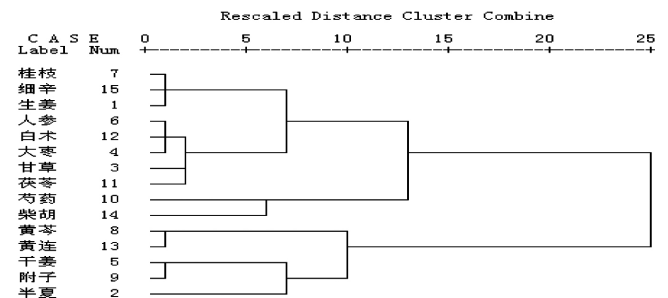 Rescaled Distance Cluster Combine
C A S E 0 5 10 15 20 25
Label Num
桂枝 7
细辛 15
生姜 1
人参 6
白术 12
大枣 4
甘草 3
茯苓 11
芍药 10
柴胡 14
黄芩 8
黄连 13
干姜 5
附子 9
半夏 2